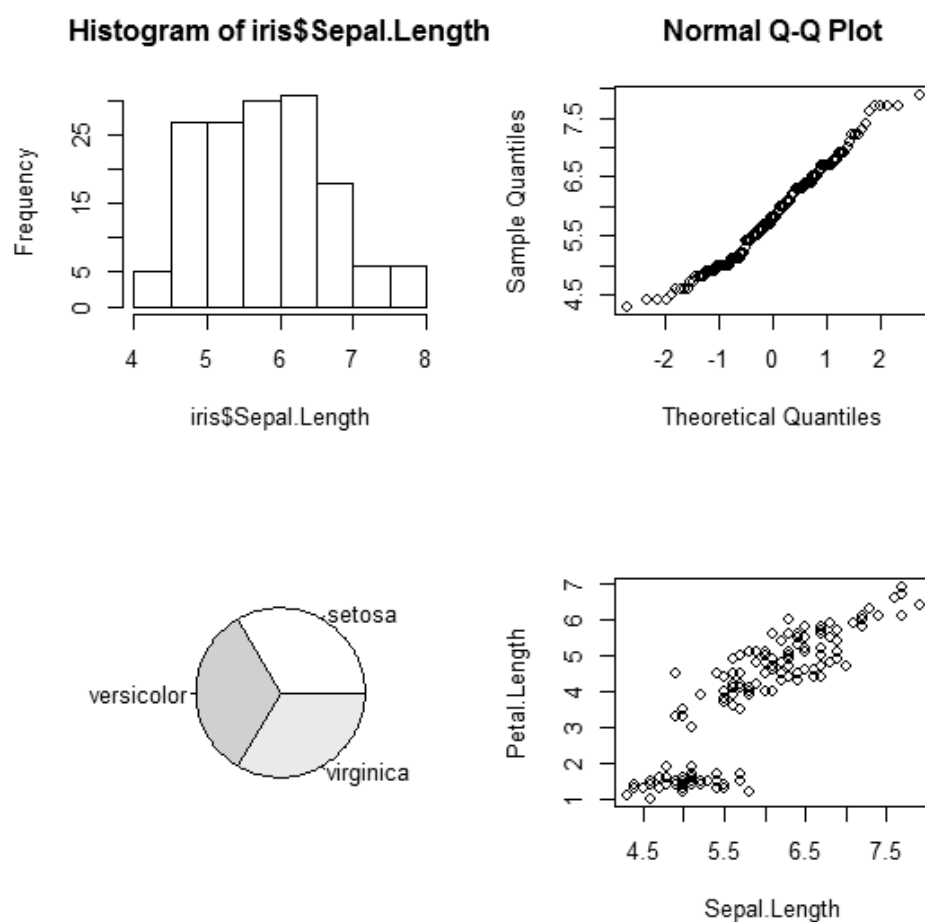 Histogram of iris$Sepal.Length
Frequency
0 5 15 25
4 5 6 7 8
iris$Sepal.Length
Normal Q-Q Plot
Sample Quantiles
4.5 5.5 6.5 7.5
-2 -1 0 1 2
Theoretical Quantiles
setosa
versicolor
virginica
Petal.Length
1 2 3 4 5 6 7
4.5 5.5 6.5 7.5
Sepal.Length